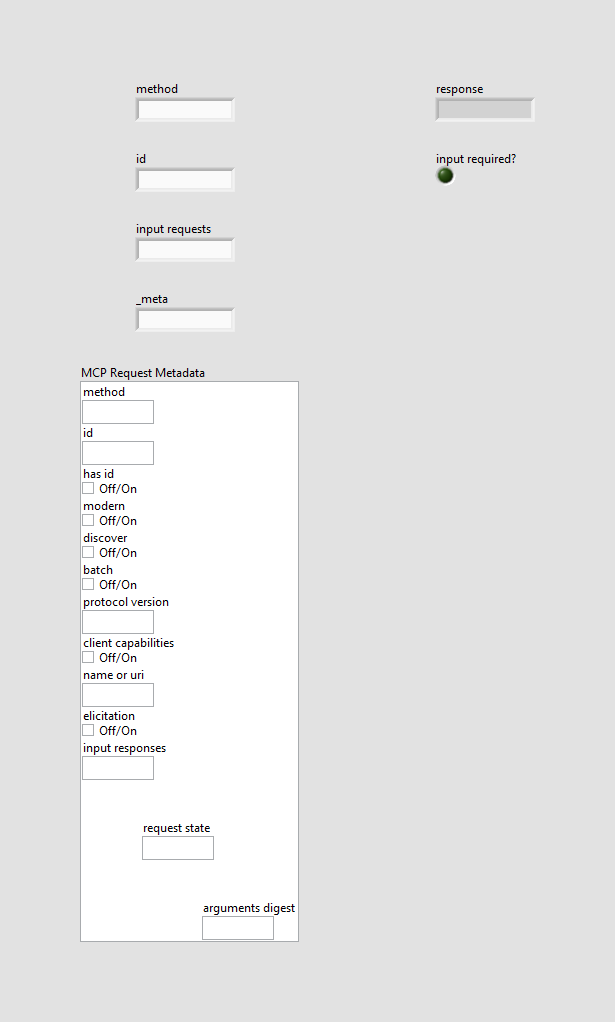 method
response
id
input required?
input requests
_meta
MCP Request Metadata
method
id
has id
Off/On
modern
Off/On
discover
Off/On
batch
Off/On
protocol version
client capabilities
Off/On
name or uri
elicitation
Off/On
input responses
request state
arguments digest